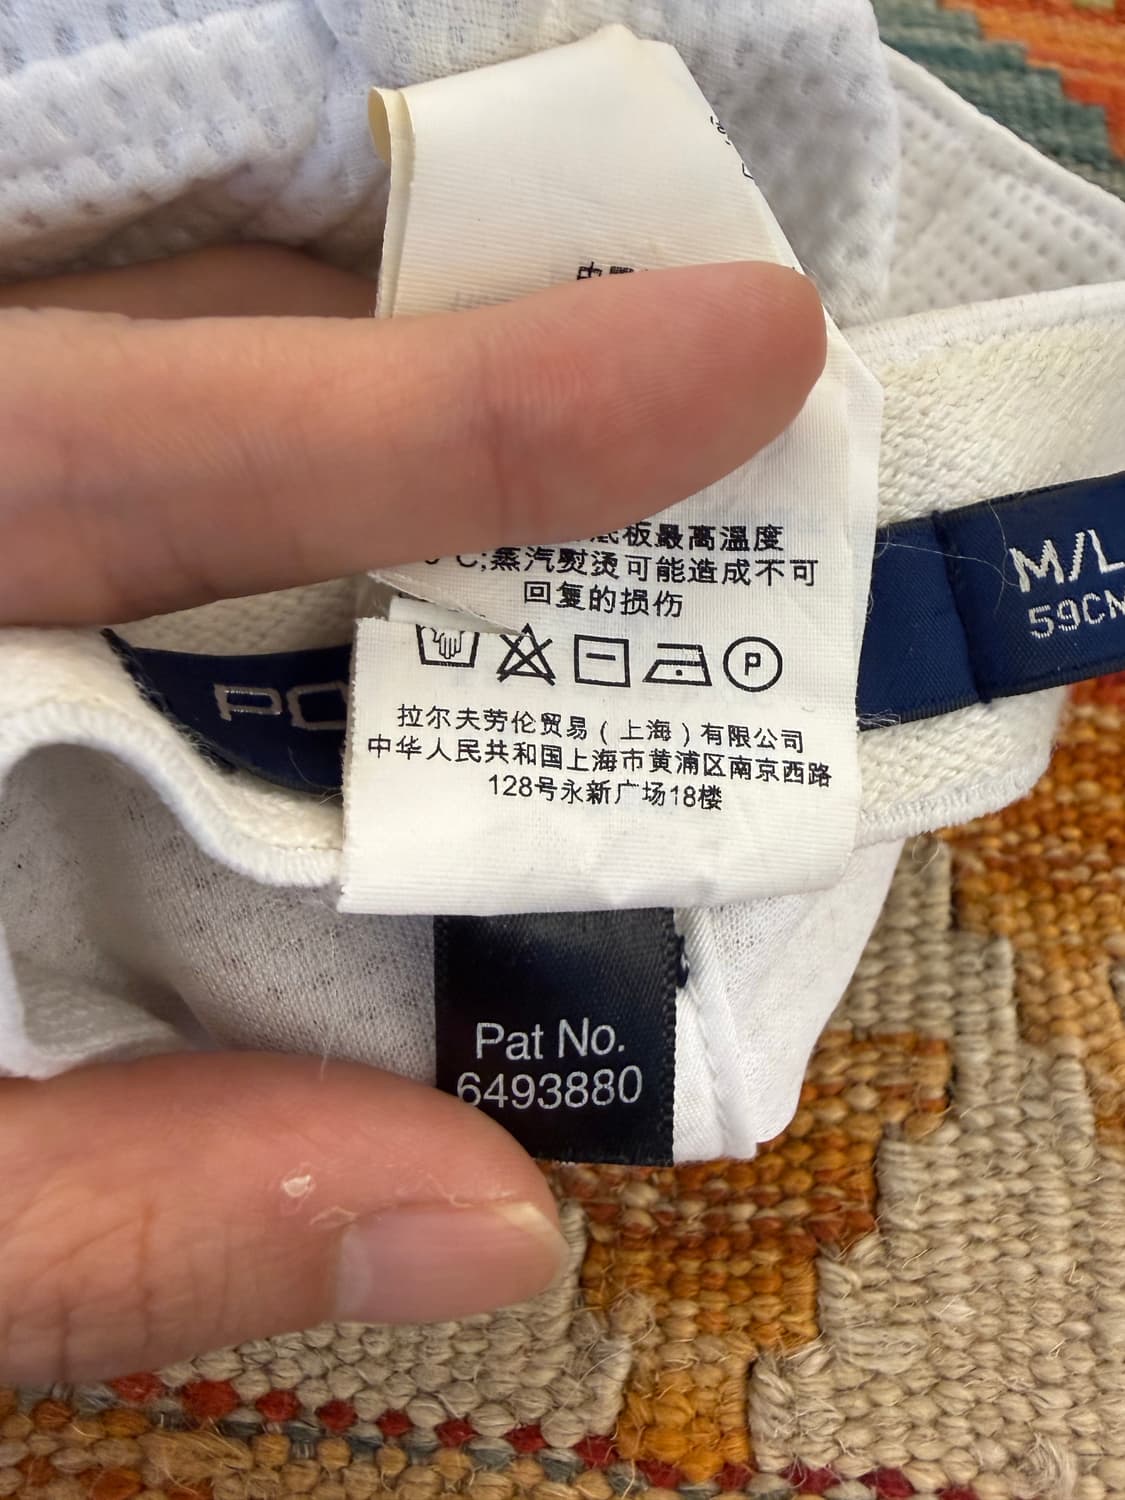 底板最高温度
°C;蒸汽熨烫可能造成不可
回复的损伤
P
拉尔夫劳伦贸易（上海）有限公司
中华人民共和国上海市黄浦区南京西路
128号永新广场18楼
M/L
59CM
PO
Pat No.
6493880